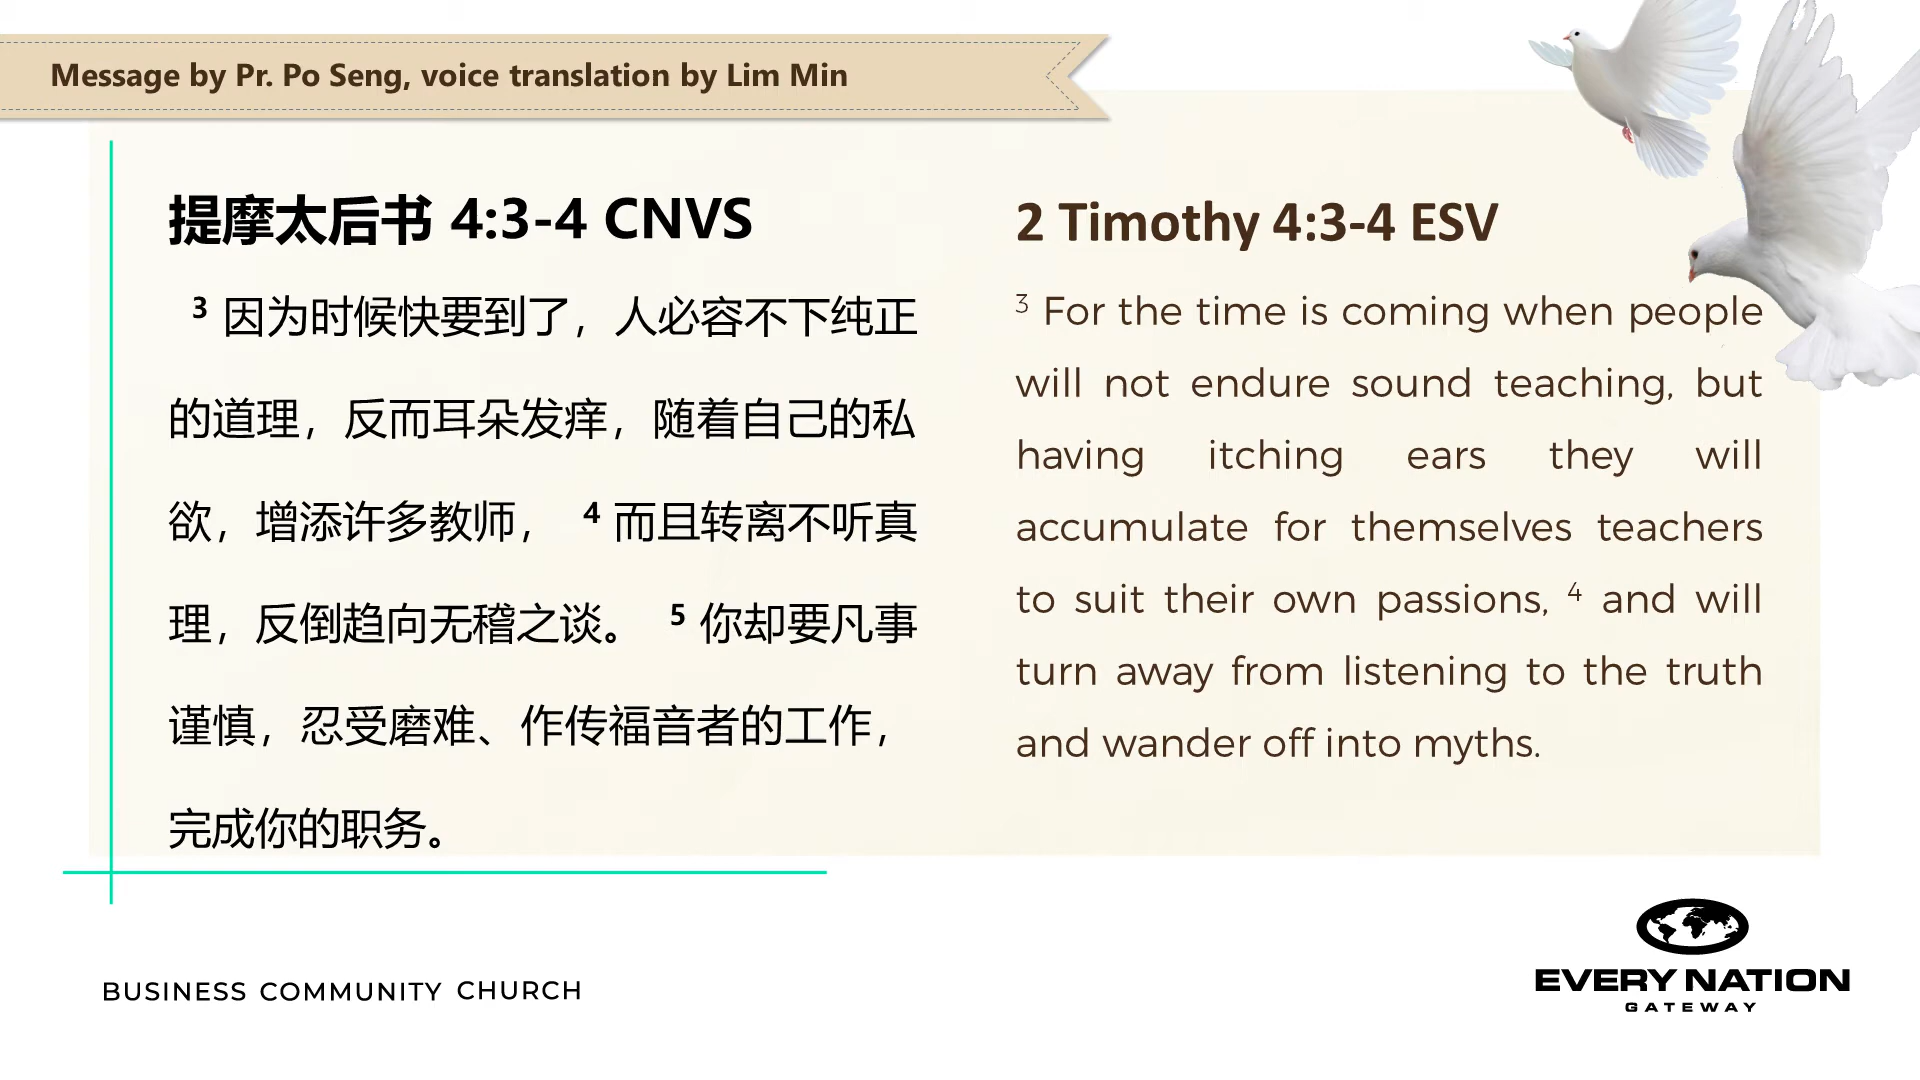 Message by Pr. Po Seng, voice translation by Lim Min
提摩太后书 4:3-4 CNVS
3 因为时候快要到了，人必容不下纯正
的道理，反而耳朵发痒，随着自己的私
欲，增添许多教师， 4 而且转离不听真
理，反倒趋向无稽之谈。 5 你却要凡事
谨慎，忍受磨难、作传福音者的工作，
完成你的职务。
2 Timothy 4:3-4 ESV
3 For the time is coming when people
will not endure sound teaching, but
having itching ears they will
accumulate for themselves teachers
to suit their own passions, 4 and will
turn away from listening to the truth
and wander off into myths.
BUSINESS COMMUNITY CHURCH
EVERY NATION
GATEWAY